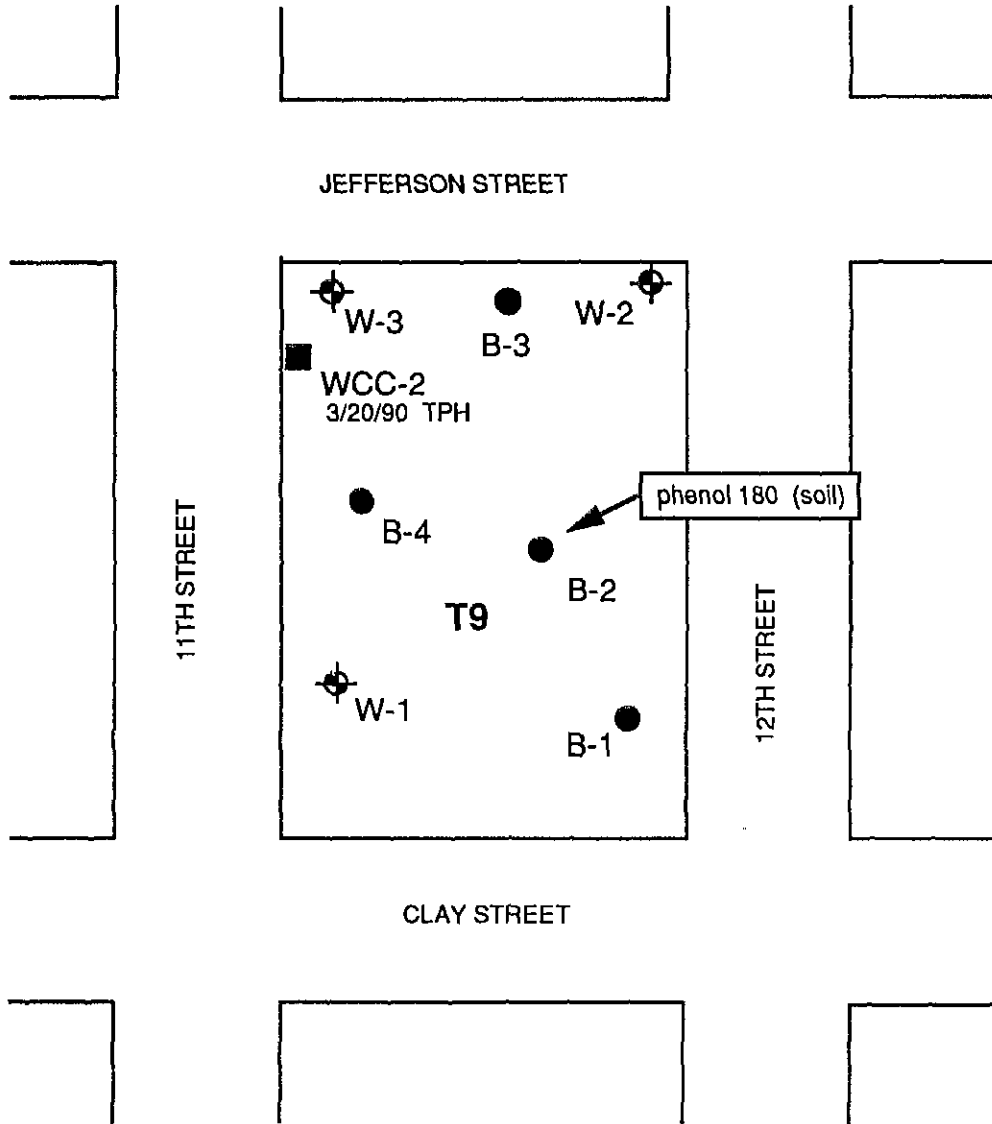 JEFFERSON STREET
W-3
B-3
W-2
WCC-2
3/20/90 TPH
phenol 180 (soil)
B-4
B-2
11TH STREET
T9
12TH STREET
W-1
B-1
CLAY STREET